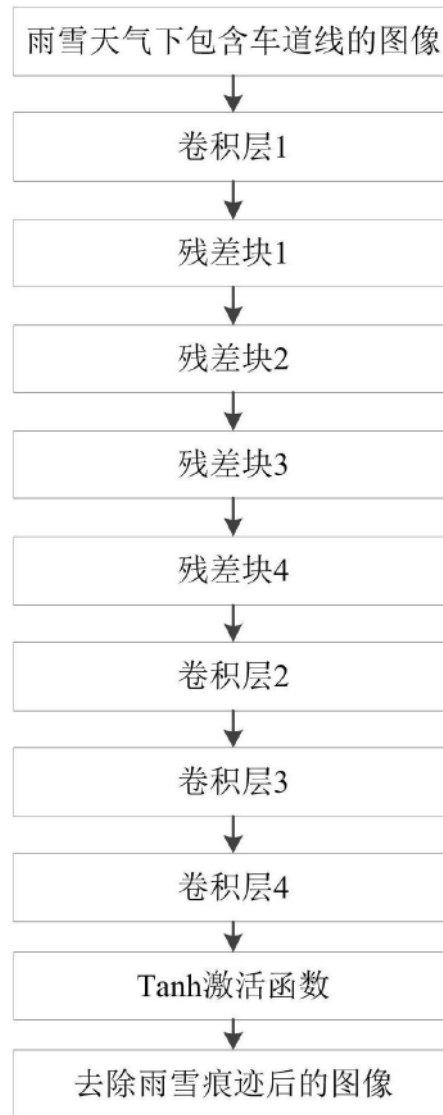 雨雪天气下包含车道线的图像
卷积层1
残差块1
残差块2
残差块3
残差块4
卷积层2
卷积层3
卷积层4
Tanh激活函数
去除雨雪痕迹后的图像